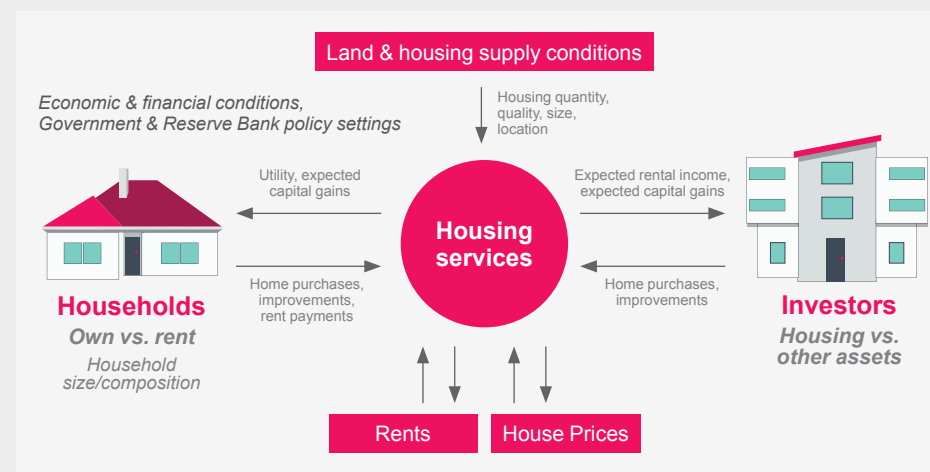 Land & housing supply conditions
Economic & financial conditions,
Government & Reserve Bank policy settings
Housing quantity,
quality, size,
location
Utility, expected
capital gains
Expected rental income,
expected capital gains
Housing
services
Home purchases,
improvements,
rent payments
Home purchases,
improvements
Households
Own vs. rent
Household
size/composition
Investors
Housing vs.
other assets
Rents
House Prices